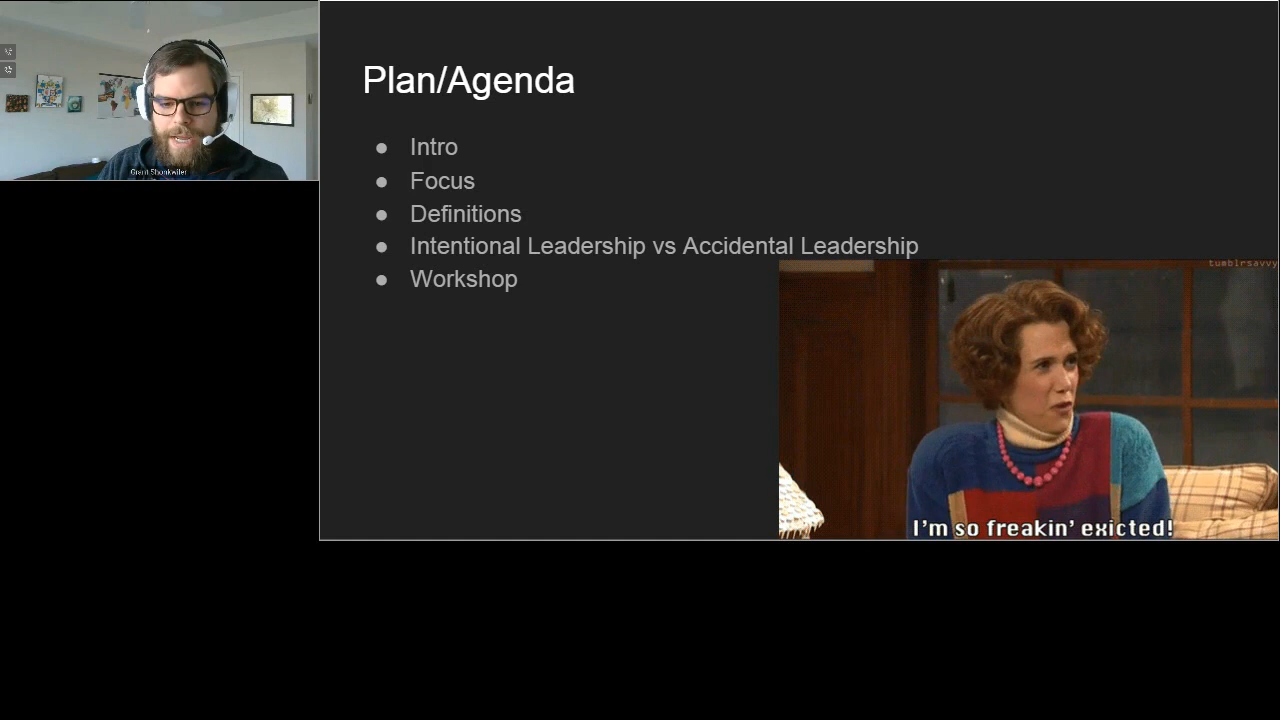 Plan/Agenda
Intro
Focus
Definitions
Intentional Leadership vs Accidental Leadership
Workshop
tumblrsavvy
I'm so freakin' exicted!
Grant Shonkwiler